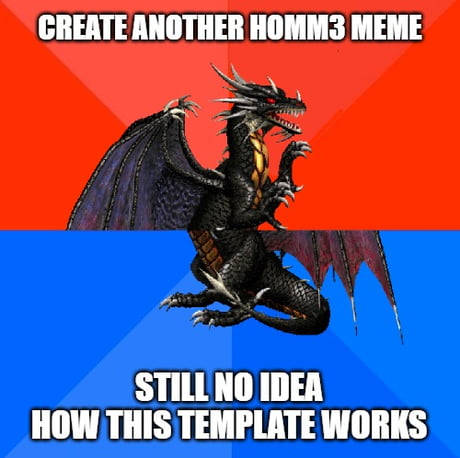 CREATE ANOTHER HOMM3 MEME
STILL NO IDEA
HOW THIS TEMPLATE WORKS